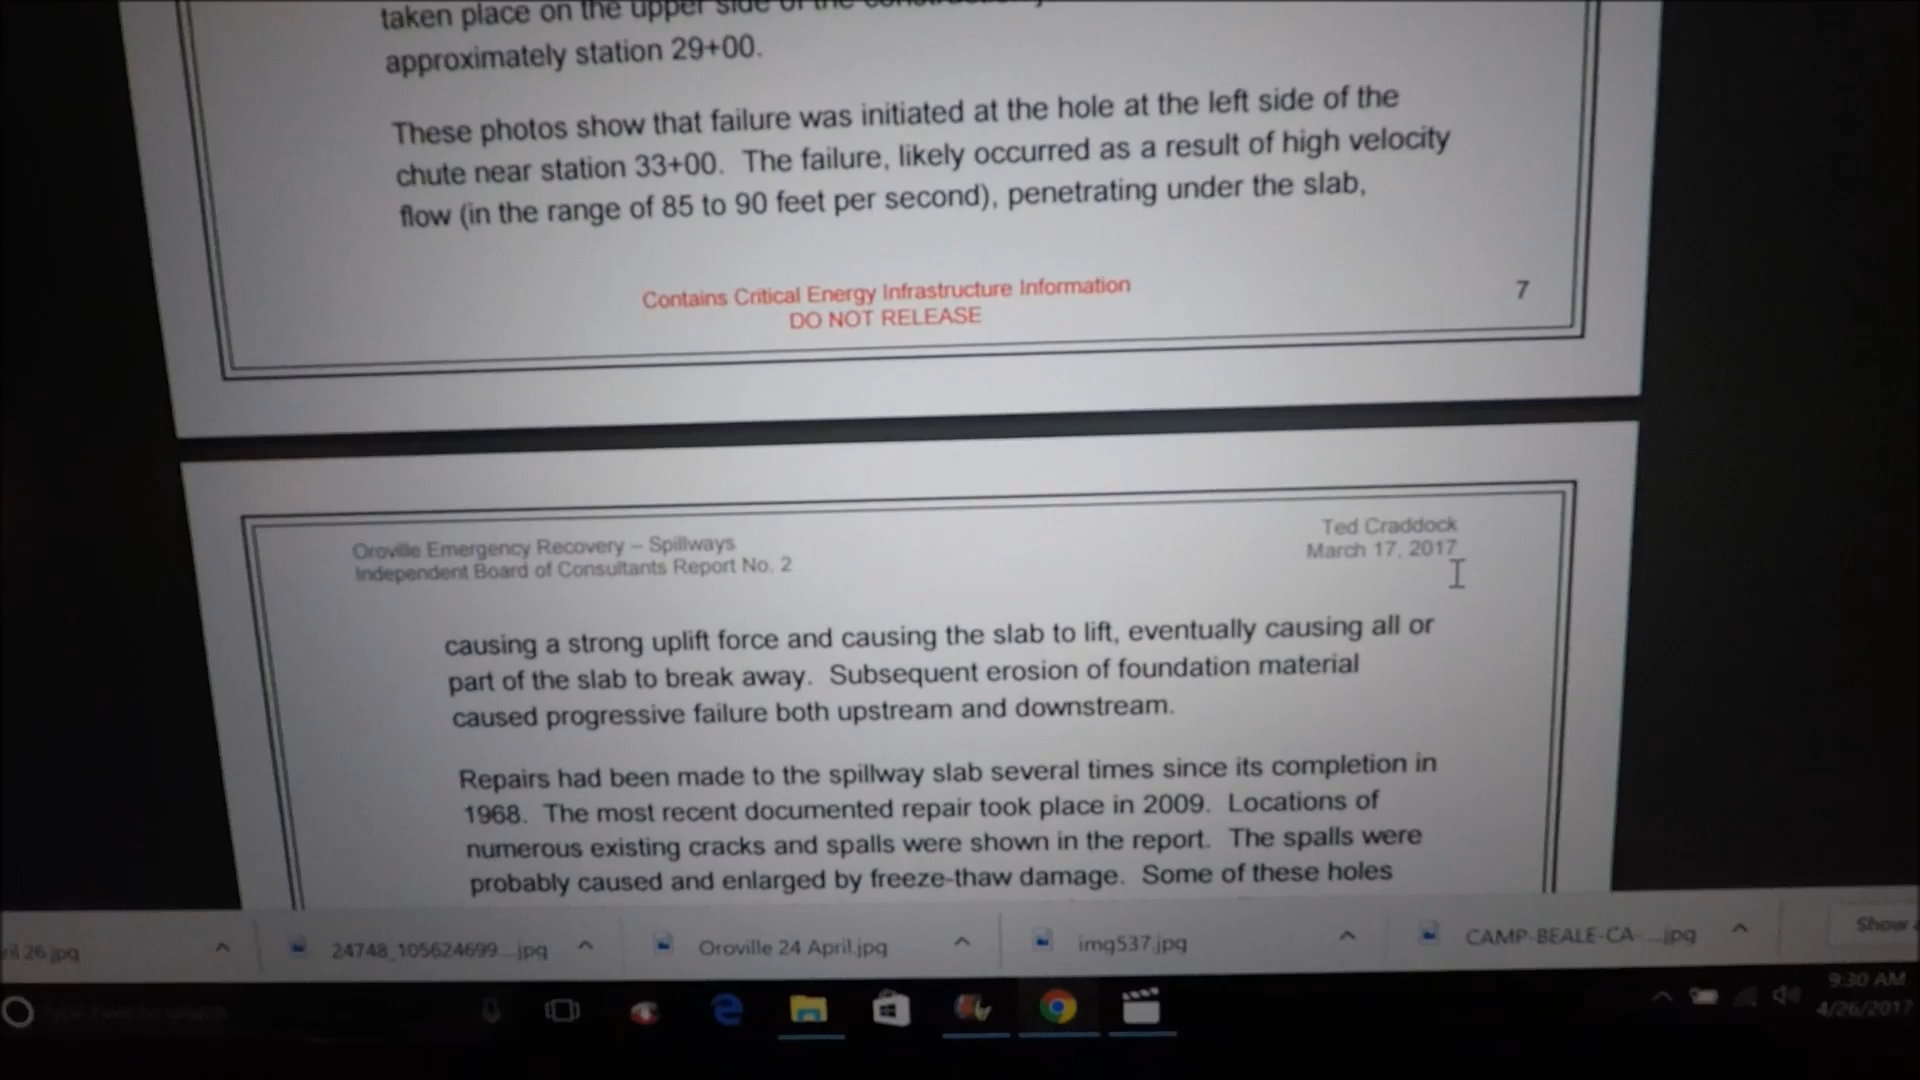 taken place on the upper side of the
approximately station 29+00.
These photos show that failure was initiated at the hole at the left side of the
chute near station 33+00. The failure, likely occurred as a result of high velocity
flow (in the range of 85 to 90 feet per second), penetrating under the slab,
Contains Critical Energy Infrastructure Information
DO NOT RELEASE
7
Oroville Emergency Recovery – Spillways
Independent Board of Consultants Report No. 2
Ted Craddock
March 17, 2017
causing a strong uplift force and causing the slab to lift, eventually causing all or
part of the slab to break away. Subsequent erosion of foundation material
caused progressive failure both upstream and downstream.
Repairs had been made to the spillway slab several times since its completion in
1968. The most recent documented repair took place in 2009. Locations of
numerous existing cracks and spalls were shown in the report. The spalls were
probably caused and enlarged by freeze-thaw damage. Some of these holes
26.jpg
24748_105624699....jpg
Oroville 24 April.jpg
img537.jpg
CAMP-BEALE-CA-....jpg
Show
Type here to search
9:30 AM
4/26/2017